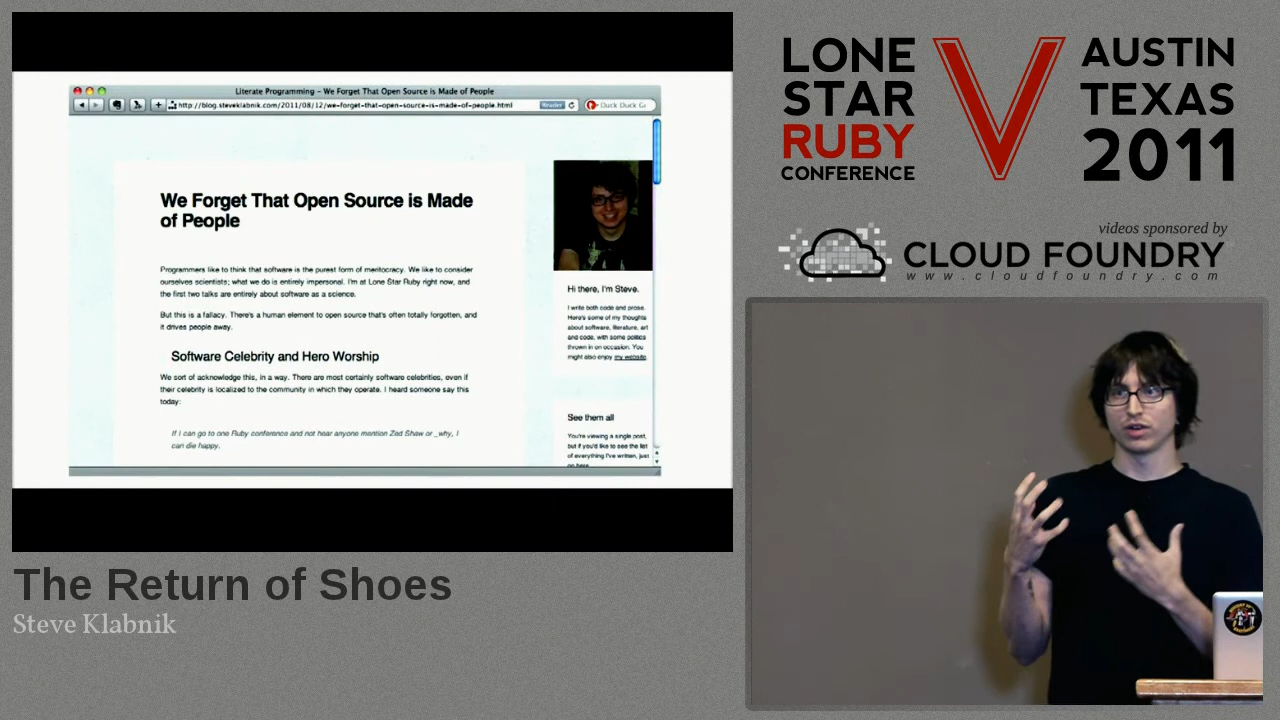 Literate Programming – We Forget That Open Source is Made of People
http://blog.steveklabnik.com/2011/08/12/we-forget-that-open-source-is-made-of-people.html
Reader
Duck Duck Go
We Forget That Open Source is Made
of People
Programmers like to think that software is the purest form of meritocracy. We like to consider
ourselves scientists; what we do is entirely impersonal. I'm at Lone Star Ruby right now, and
the first two talks are entirely about software as a science.
But this is a fallacy. There's a human element to open source that's often totally forgotten, and
it drives people away.
Software Celebrity and Hero Worship
We sort of acknowledge this, in a way. There are most certainly software celebrities, even if
their celebrity is localized to the community in which they operate. I heard someone say this
today:
If I can go to one Ruby conference and not hear anyone mention Zed Shaw or _why, I
can die happy.
Hi there, I'm Steve.
I write both code and prose.
Here's some of my thoughts
about software, literature, art
and code, with some politics
thrown in on occasion. You
might also enjoy my website.
See them all
You're viewing a single post,
but if you'd like to see the list
of everything I've written, just
go here.
The Return of Shoes
Steve Klabnik
LONE
STAR
RUBY
CONFERENCE
V
AUSTIN
TEXAS
2011
videos sponsored by
CLOUD FOUNDRY
www.cloudfoundry.com